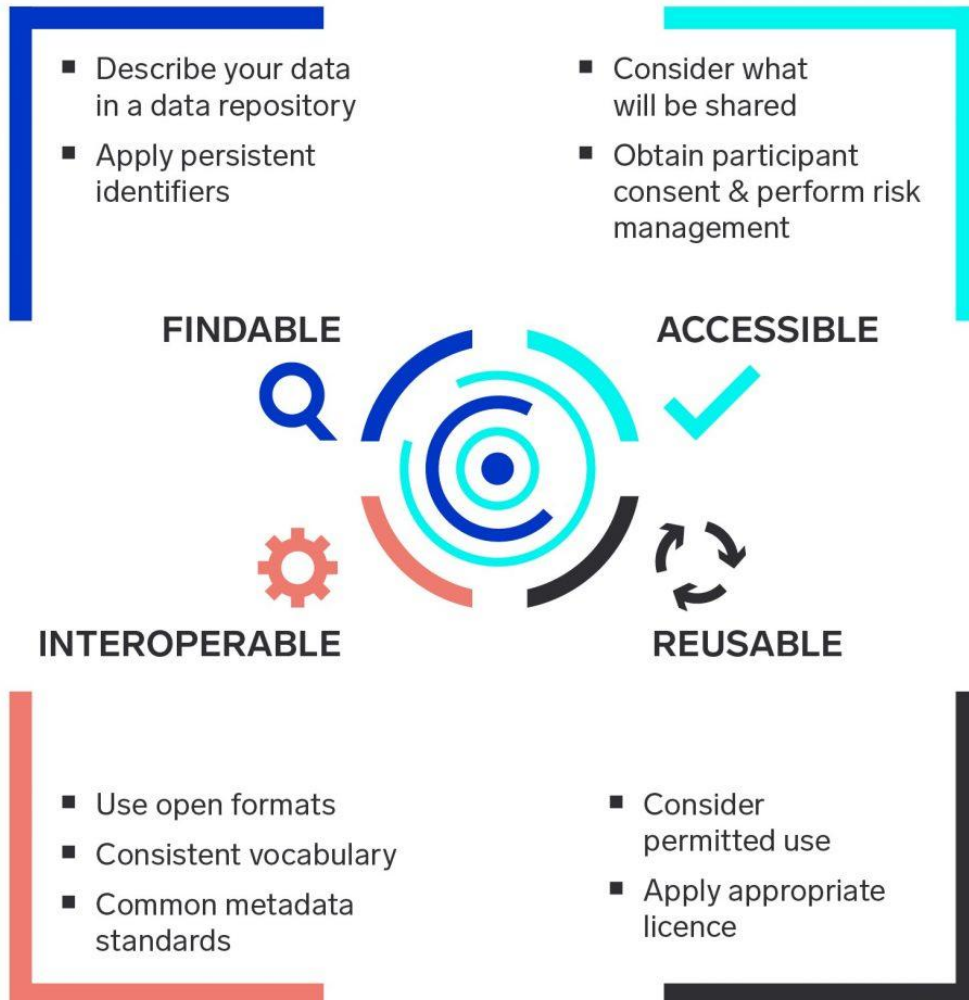 ■ Describe your data
in a data repository
■ Apply persistent
identifiers
■ Consider what
will be shared
■ Obtain participant
consent & perform risk
management
FINDABLE
ACCESSIBLE
INTEROPERABLE
REUSABLE
■ Use open formats
■ Consistent vocabulary
■ Common metadata
standards
■ Consider
permitted use
■ Apply appropriate
licence